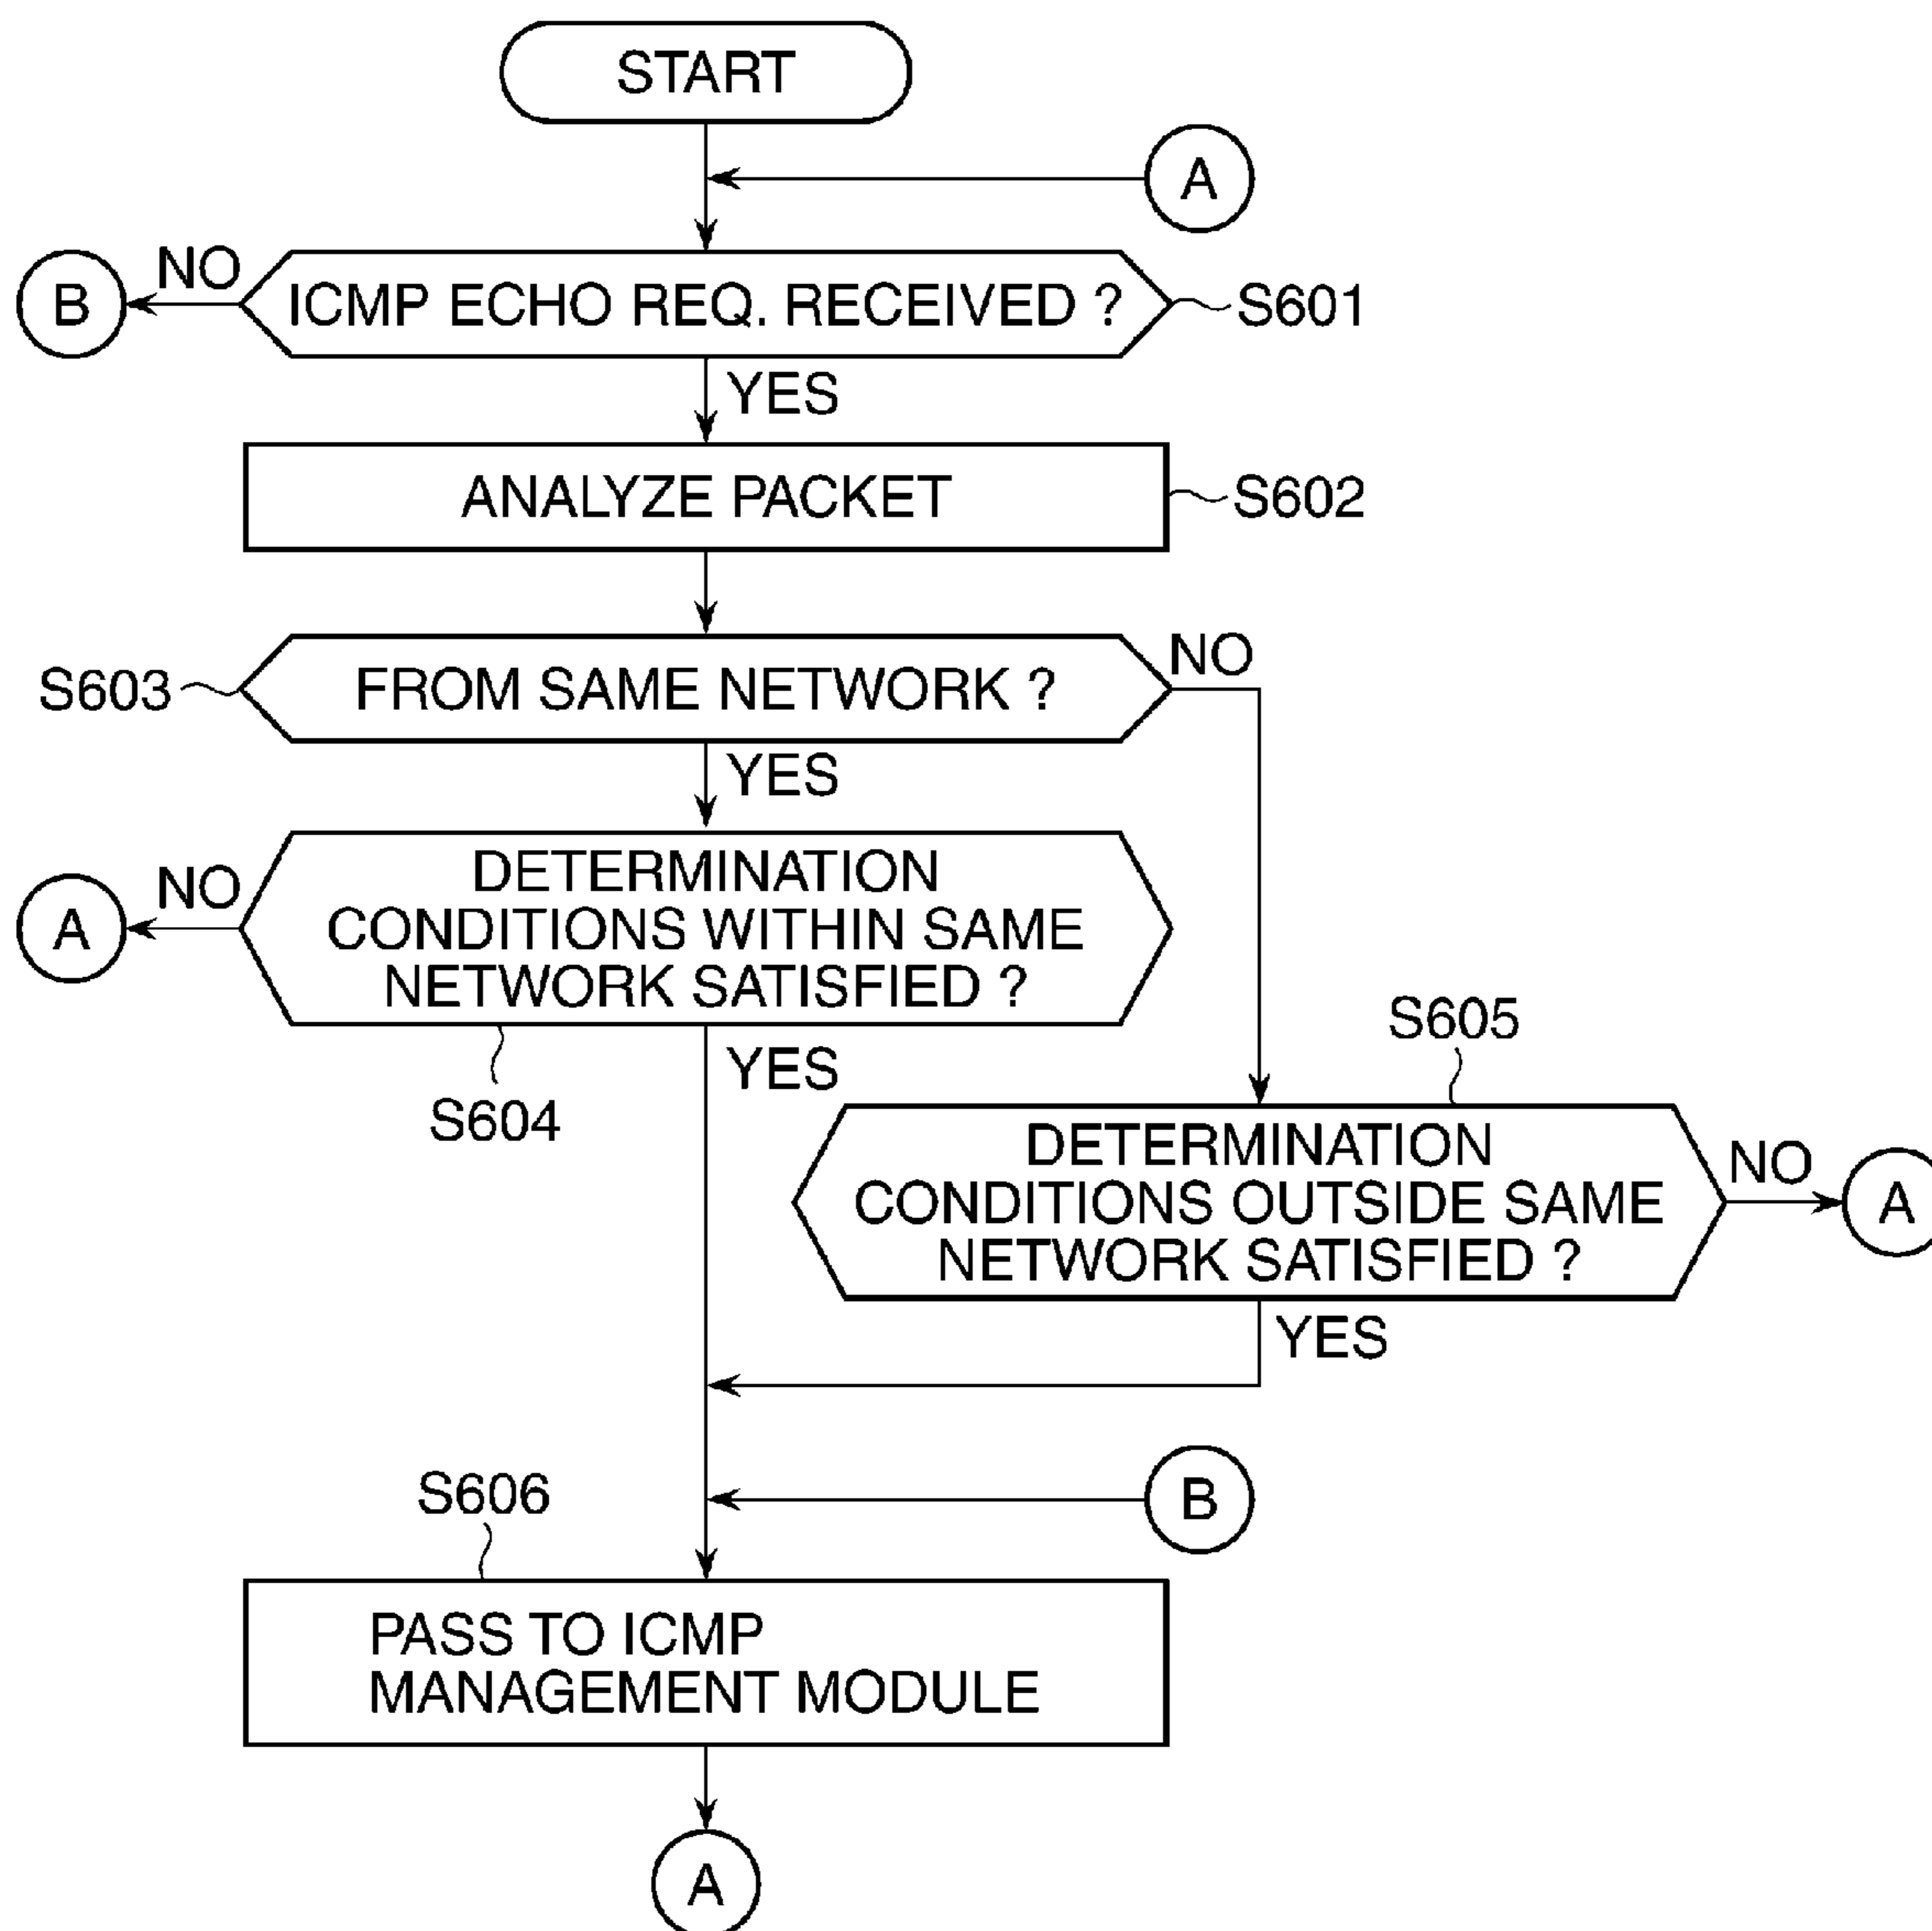 START
A
NO
B
ICMP ECHO REQ. RECEIVED ?
S601
YES
ANALYZE PACKET
S602
NO
S603
FROM SAME NETWORK ?
YES
DETERMINATION
CONDITIONS WITHIN SAME
NETWORK SATISFIED ?
NO
A
YES
S604
S605
DETERMINATION
CONDITIONS OUTSIDE SAME
NETWORK SATISFIED ?
NO
A
YES
B
S606
PASS TO ICMP
MANAGEMENT MODULE
A